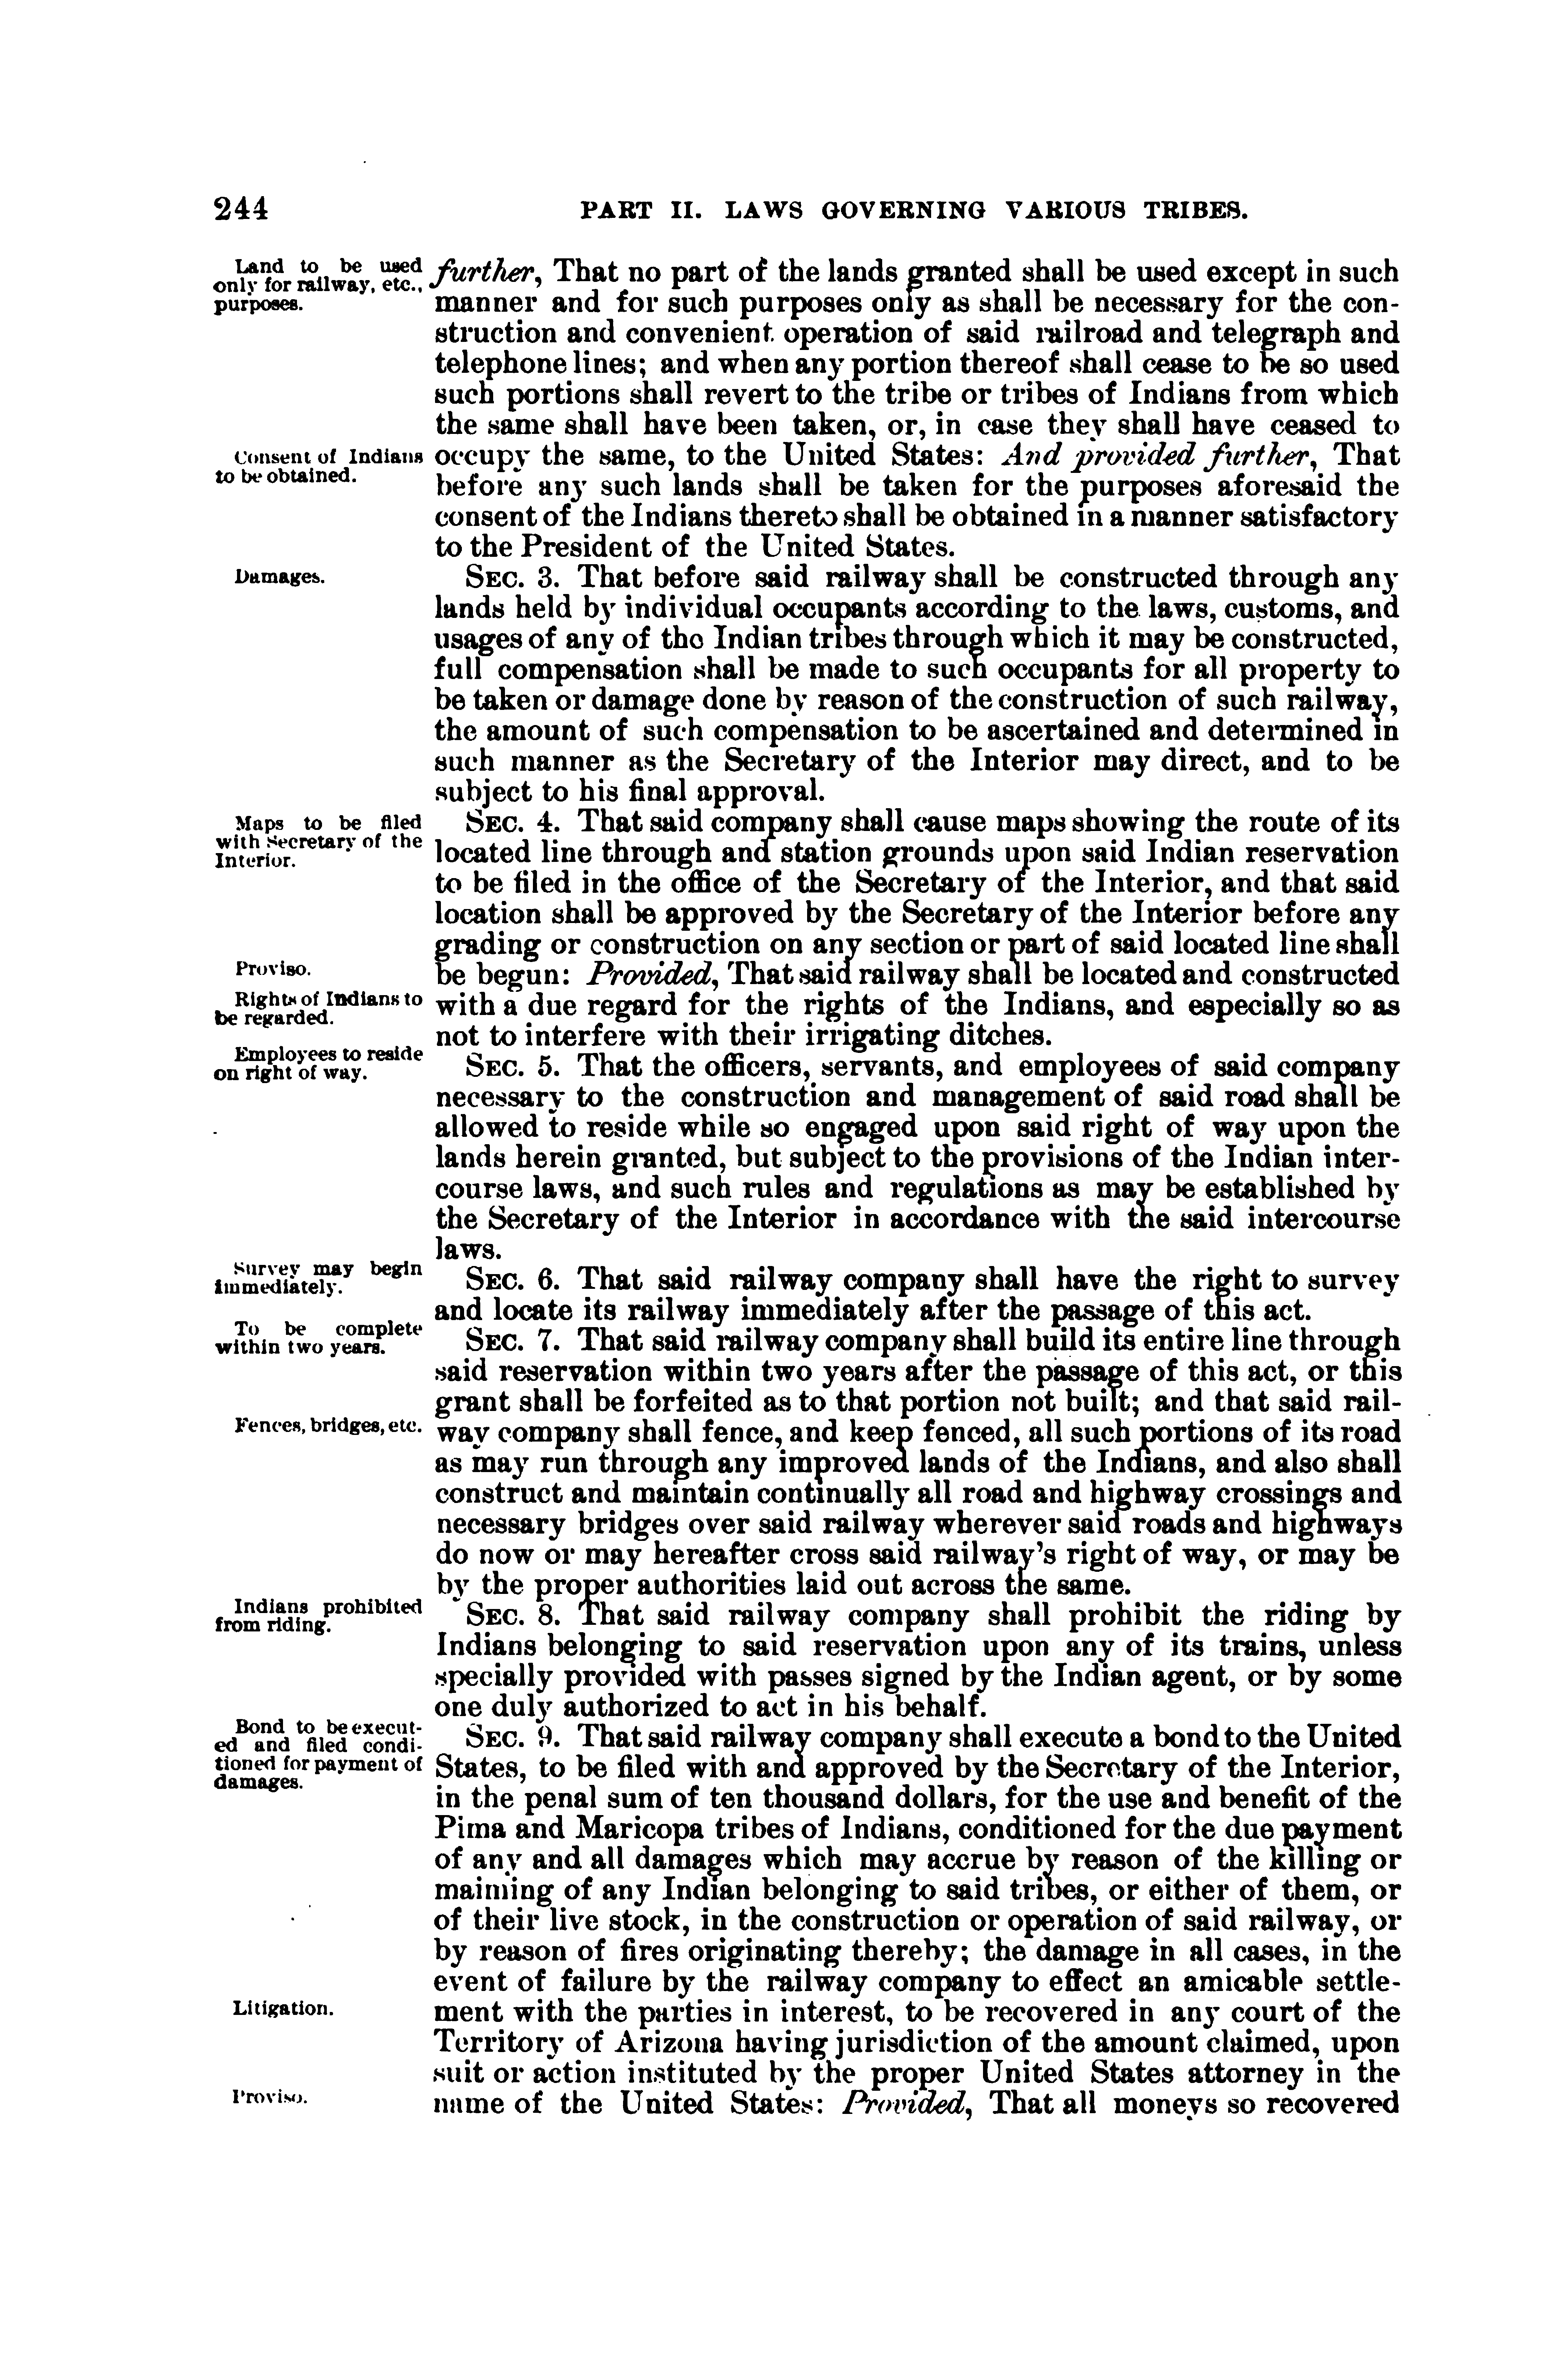 244 PART II. LAWS GOVERNING VARIOUS TRIBES.
Land to be used
only for railway, etc.,
purposes.
further, That no part of the lands granted shall be used except in such
manner and for such purposes only as shall be necessary for the con-
struction and convenient operation of said railroad and telegraph and
telephone lines; and when any portion thereof shall cease to be so used
such portions shall revert to the tribe or tribes of Indians from which
the same shall have been taken, or, in case they shall have ceased to
Consent of Indians
to be obtained.
occupy the same, to the United States: And provided further, That
before any such lands shall be taken for the purposes aforesaid the
consent of the Indians thereto shall be obtained in a manner satisfactory
to the President of the United States.
Damages.
SEC. 3. That before said railway shall be constructed through any
lands held by individual occupants according to the laws, customs, and
usages of any of the Indian tribes through which it may be constructed,
full compensation shall be made to such occupants for all property to
be taken or damage done by reason of the construction of such railway,
the amount of such compensation to be ascertained and determined in
such manner as the Secretary of the Interior may direct, and to be
subject to his final approval.
Maps to be filed
with Secretary of the
Interior.
SEC. 4. That said company shall cause maps showing the route of its
located line through and station grounds upon said Indian reservation
to be filed in the office of the Secretary of the Interior, and that said
location shall be approved by the Secretary of the Interior before any
grading or construction on any section or part of said located line shall
Proviso.
be begun: Provided, That said railway shall be located and constructed
Rights of Indians to
be regarded.
with a due regard for the rights of the Indians, and especially so as
not to interfere with their irrigating ditches.
Employees to reside
on right of way.
SEC. 5. That the officers, servants, and employees of said company
necessary to the construction and management of said road shall be
allowed to reside while so engaged upon said right of way upon the
lands herein granted, but subject to the provisions of the Indian inter-
course laws, and such rules and regulations as may be established by
the Secretary of the Interior in accordance with the said intercourse
laws.
Survey may begin
immediately.
SEC. 6. That said railway company shall have the right to survey
and locate its railway immediately after the passage of this act.
To be complete
within two years.
SEC. 7. That said railway company shall build its entire line through
said reservation within two years after the passage of this act, or this
grant shall be forfeited as to that portion not built; and that said rail-
Fences, bridges, etc.
way company shall fence, and keep fenced, all such portions of its road
as may run through any improved lands of the Indians, and also shall
construct and maintain continually all road and highway crossings and
necessary bridges over said railway wherever said roads and highways
do now or may hereafter cross said railway's right of way, or may be
by the proper authorities laid out across the same.
Indians prohibited
from riding.
SEC. 8. That said railway company shall prohibit the riding by
Indians belonging to said reservation upon any of its trains, unless
specially provided with passes signed by the Indian agent, or by some
one duly authorized to act in his behalf.
Bond to be execut-
ed and filed condi-
tioned for payment of
damages.
SEC. 9. That said railway company shall execute a bond to the United
States, to be filed with and approved by the Secretary of the Interior,
in the penal sum of ten thousand dollars, for the use and benefit of the
Pima and Maricopa tribes of Indians, conditioned for the due payment
of any and all damages which may accrue by reason of the killing or
maiming of any Indian belonging to said tribes, or either of them, or
of their live stock, in the construction or operation of said railway, or
by reason of fires originating thereby; the damage in all cases, in the
event of failure by the railway company to effect an amicable settle-
Litigation.
ment with the parties in interest, to be recovered in any court of the
Territory of Arizona having jurisdiction of the amount claimed, upon
suit or action instituted by the proper United States attorney in the
Proviso.
name of the United States: Provided, That all moneys so recovered